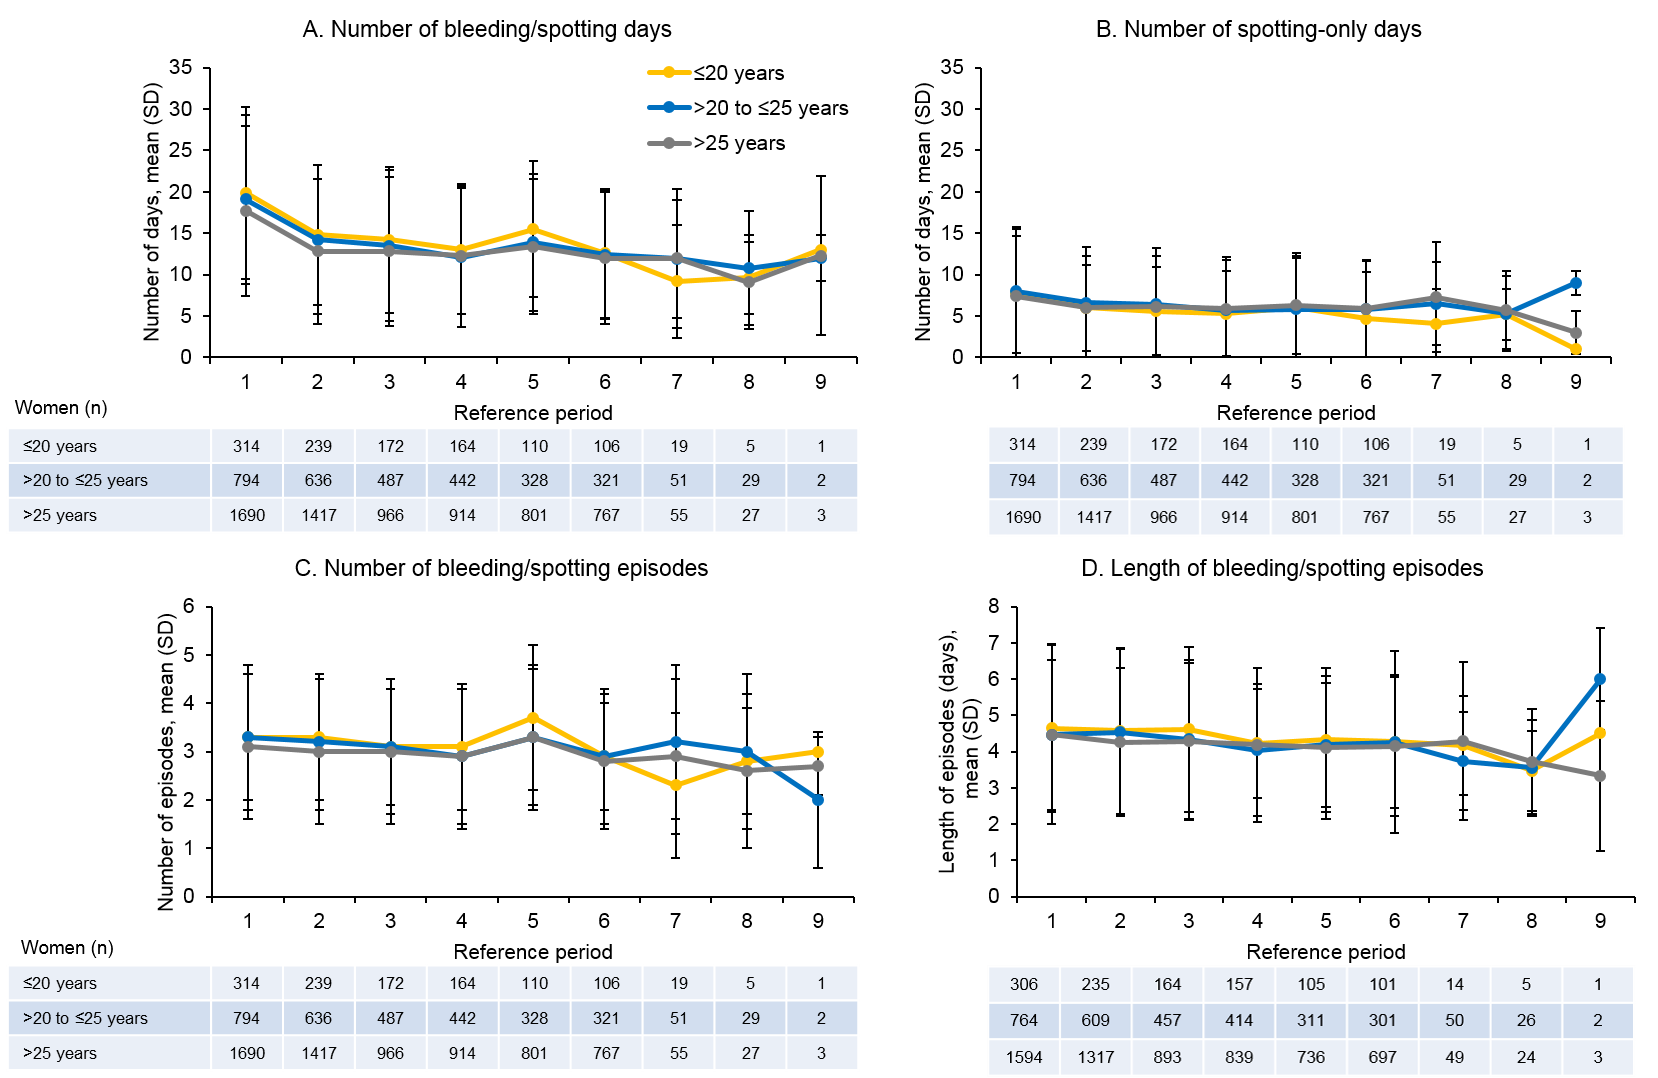 A. Number of bleeding/spotting days
Number of days, mean (SD)
35
30
25
20
15
10
5
0
≤20 years
>20 to ≤25 years
>25 years
1 2 3 4 5 6 7 8 9
Reference period
Women (n)
≤20 years 314 239 172 164 110 106 19 5 1
>20 to ≤25 years 794 636 487 442 328 321 51 29 2
>25 years 1690 1417 966 914 801 767 55 27 3
B. Number of spotting-only days
Number of days, mean (SD)
35
30
25
20
15
10
5
0
1 2 3 4 5 6 7 8 9
Reference period
314 239 172 164 110 106 19 5 1
794 636 487 442 328 321 51 29 2
1690 1417 966 914 801 767 55 27 3
C. Number of bleeding/spotting episodes
Number of episodes, mean (SD)
6
5
4
3
2
1
0
1 2 3 4 5 6 7 8 9
Reference period
Women (n)
≤20 years 314 239 172 164 110 106 19 5 1
>20 to ≤25 years 794 636 487 442 328 321 51 29 2
>25 years 1690 1417 966 914 801 767 55 27 3
D. Length of bleeding/spotting episodes
Length of episodes (days),
mean (SD)
8
7
6
5
4
3
2
1
0
1 2 3 4 5 6 7 8 9
Reference period
306 235 164 157 105 101 14 5 1
764 609 457 414 311 301 50 26 2
1594 1317 893 839 736 697 49 24 3